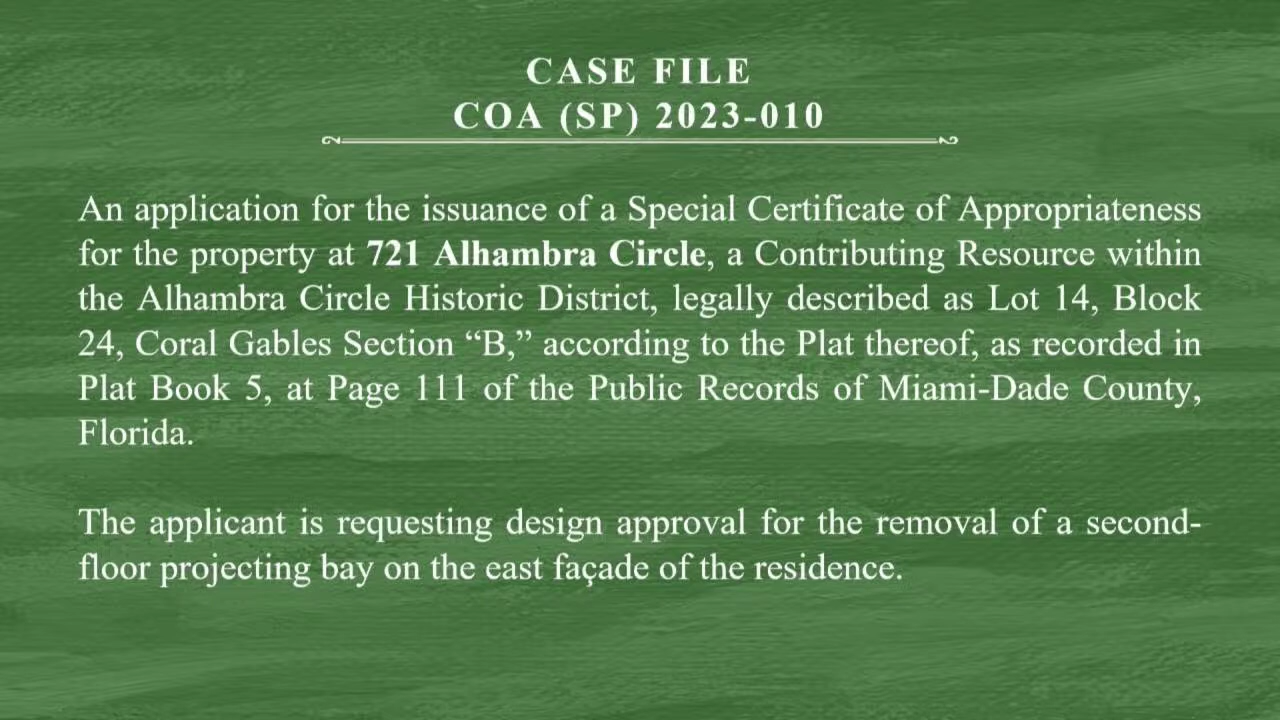 CASE FILE
COA (SP) 2023-010
An application for the issuance of a Special Certificate of Appropriateness
for the property at 721 Alhambra Circle, a Contributing Resource within
the Alhambra Circle Historic District, legally described as Lot 14, Block
24, Coral Gables Section “B,” according to the Plat thereof, as recorded in
Plat Book 5, at Page 111 of the Public Records of Miami-Dade County,
Florida.
The applicant is requesting design approval for the removal of a second-
floor projecting bay on the east façade of the residence.